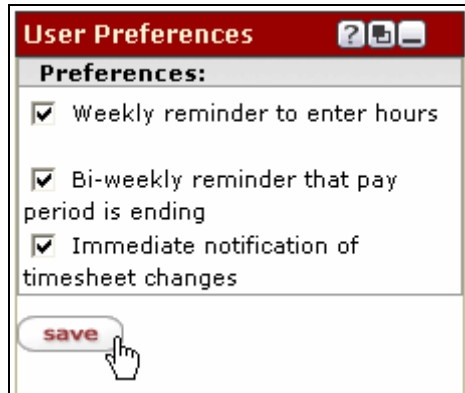 User Preferences ?
Preferences:
Weekly reminder to enter hours
Bi-weekly reminder that pay
period is ending
Immediate notification of
timesheet changes
save